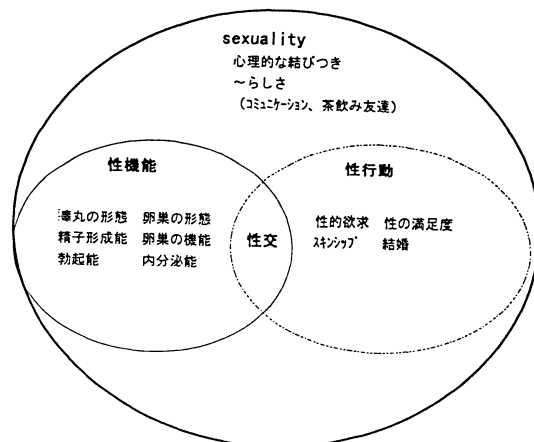 sexuality
心理的な結びつき
～らしさ
(ｺﾐｭﾆｹｰｼｮﾝ、茶飲み友達)
性機能
性行動
睾丸の形態 卵巣の形態
精子形成能 卵巣の機能
勃起能 内分泌能
性交
性的欲求 性の満足度
ｽｷﾝｼｯﾌﾟ 結婚